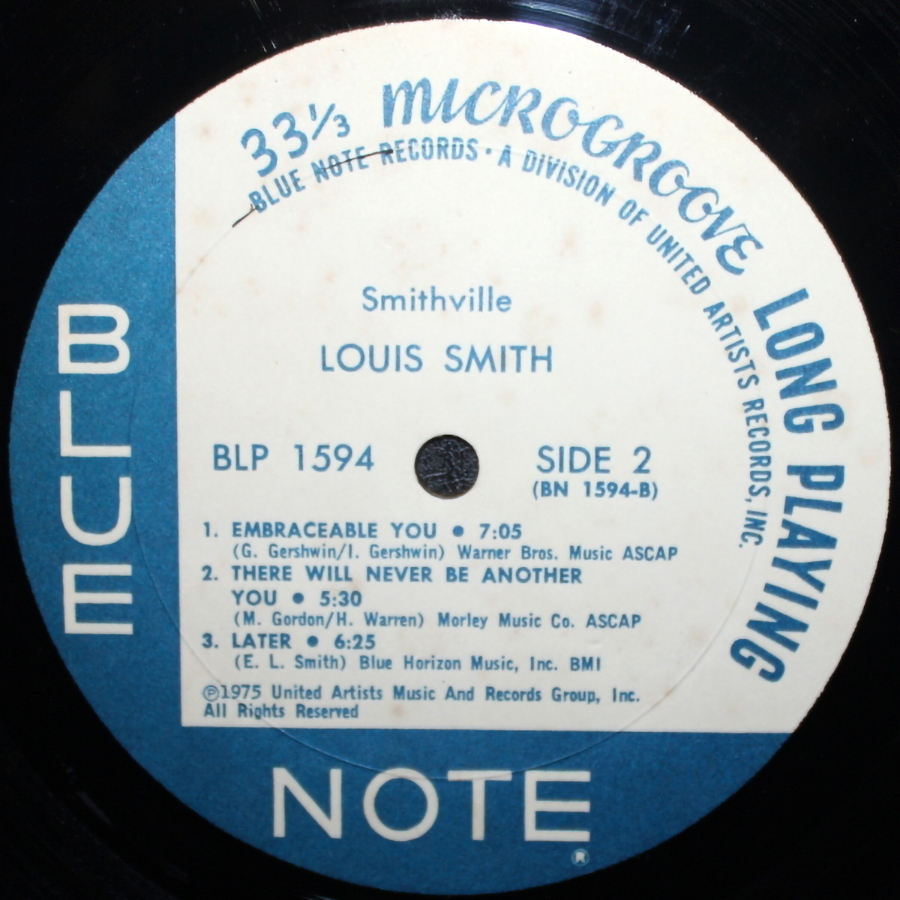 33⅓ MICROGROOVE LONG PLAYING
BLUE NOTE RECORDS • A DIVISION OF UNITED ARTISTS RECORDS, INC.
Smithville
LOUIS SMITH
BLP 1594
SIDE 2
(BN 1594-B)
1. EMBRACEABLE YOU • 7:05
(G. Gershwin/I. Gershwin) Warner Bros. Music ASCAP
2. THERE WILL NEVER BE ANOTHER
YOU • 5:30
(M. Gordon/H. Warren) Morley Music Co. ASCAP
3. LATER • 6:25
(E. L. Smith) Blue Horizon Music, Inc. BMI
℗1975 United Artists Music And Records Group, Inc.
All Rights Reserved
BLUE
NOTE
®